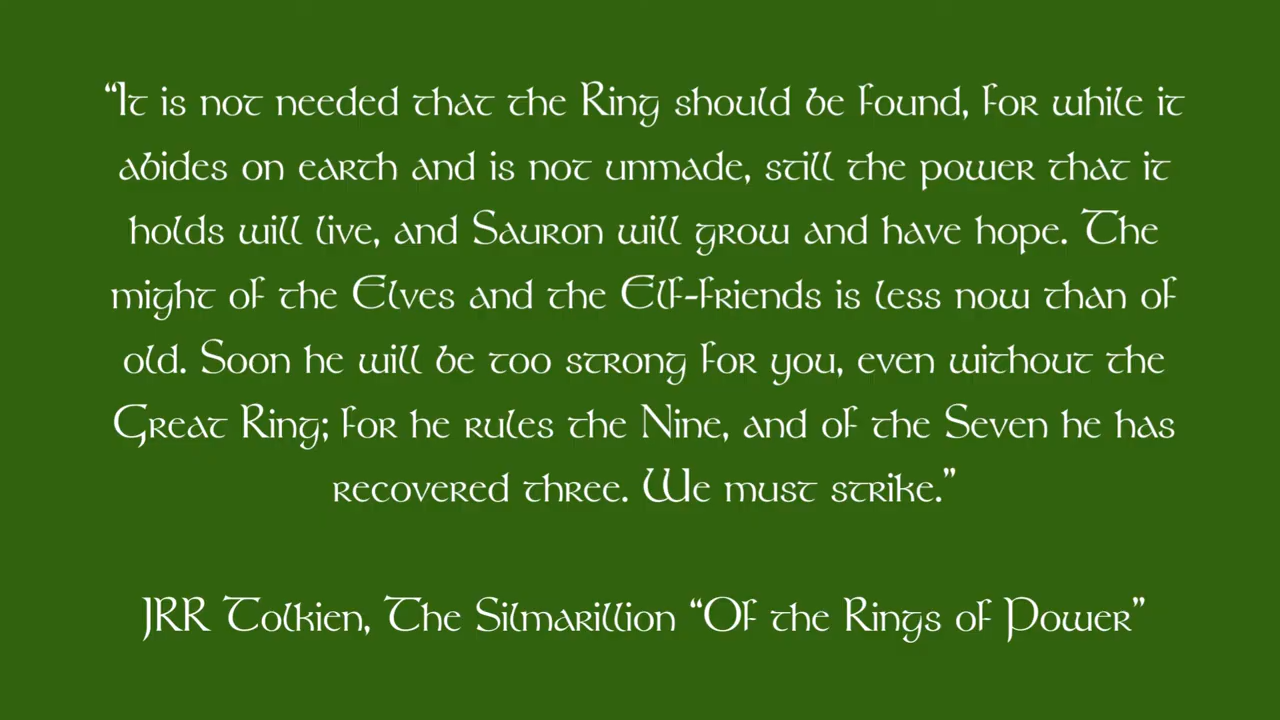 “It is not needed that the Ring should be found, for while it
abides on earth and is not unmade, still the power that it
holds will live, and Sauron will grow and have hope. The
might of the Elves and the Elf-friends is less now than of
old. Soon he will be too strong for you, even without the
Great Ring; for he rules the Nine, and of the Seven he has
recovered three. We must strike.”
JRR Tolkien, The Silmarillion “Of the Rings of Power”